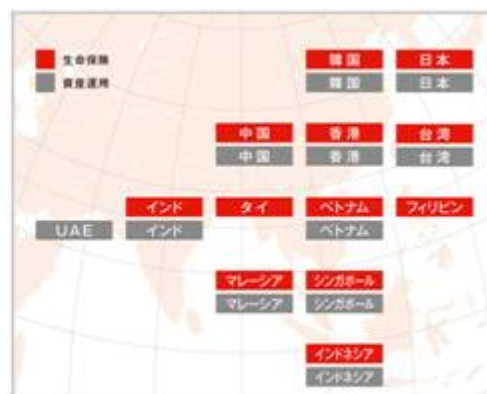 生命保険
資産運用
韓国 日本
韓国 日本
中国 香港 台湾
中国 香港 台湾
インド タイ ベトナム フィリピン
UAE インド ベトナム
マレーシア シンガポール
マレーシア シンガポール
インドネシア
インドネシア